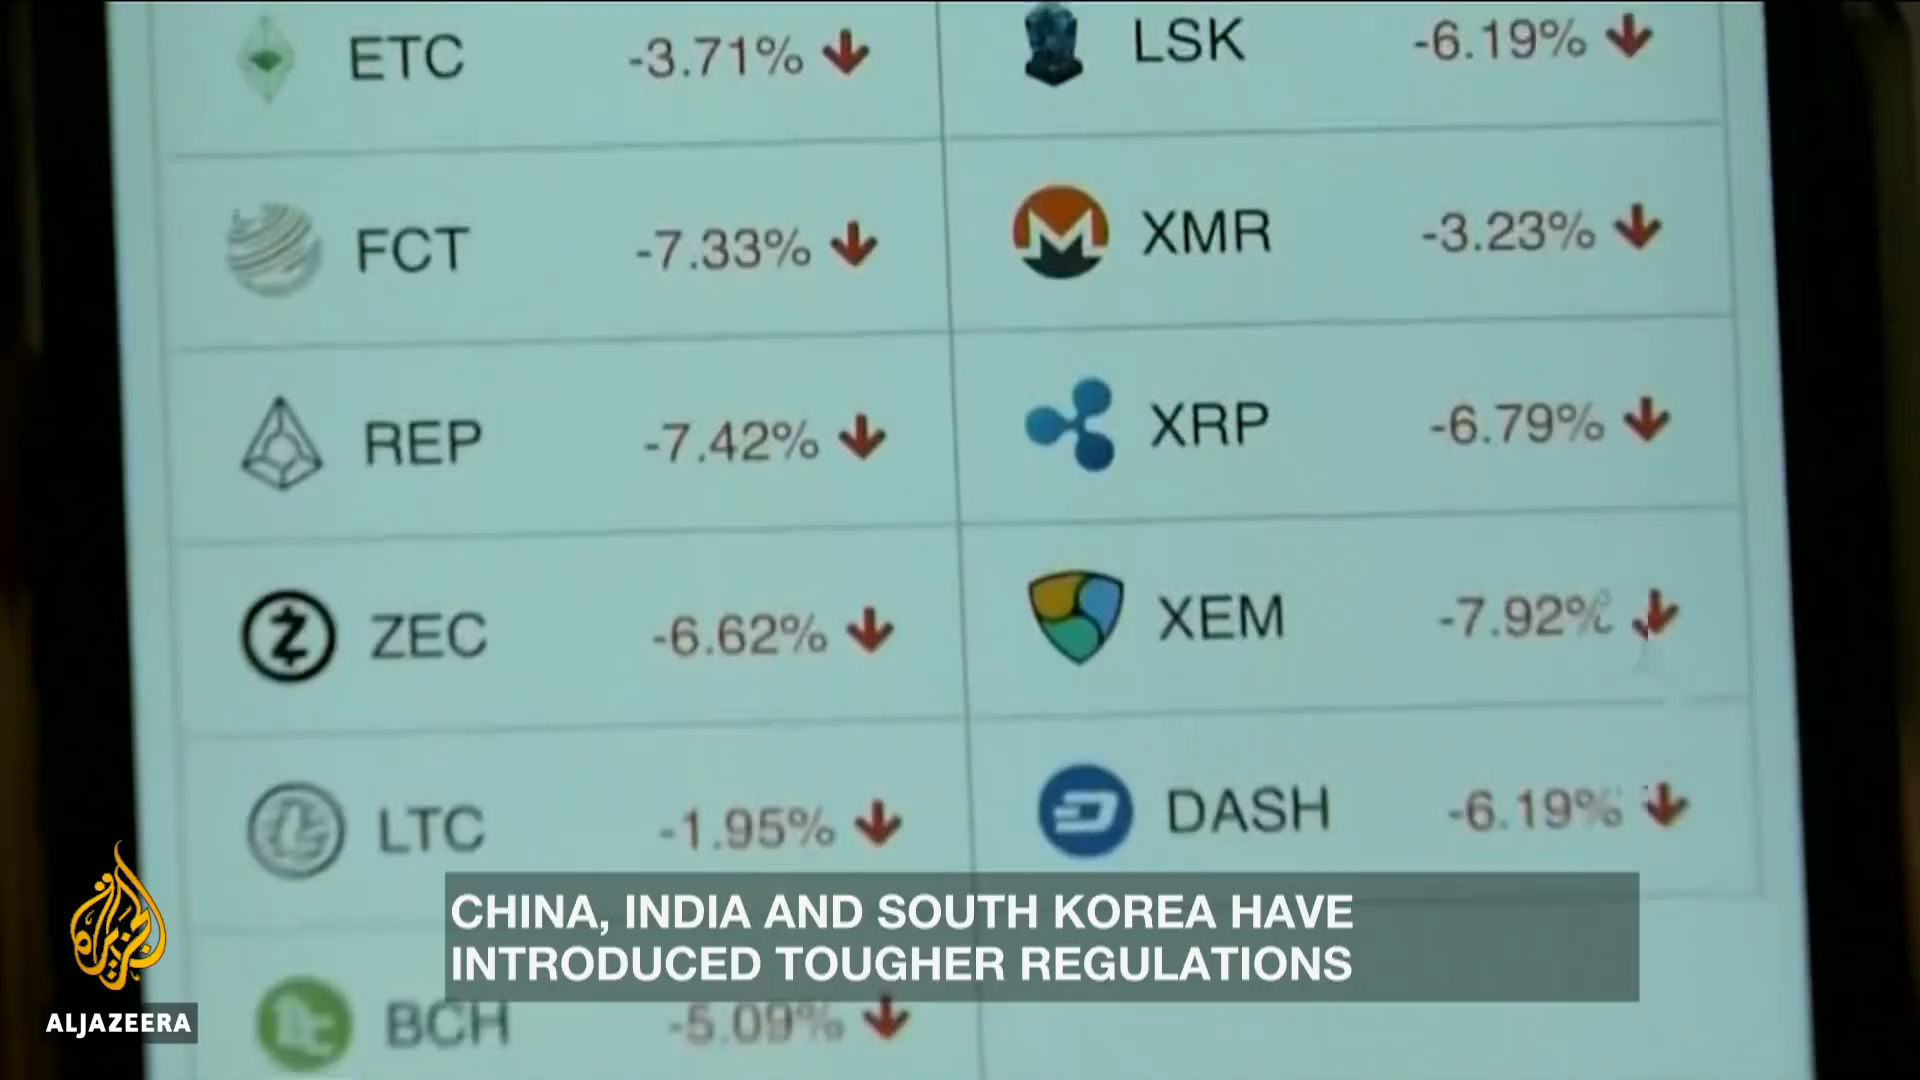 ETC -3.71%
LSK -6.19%
FCT -7.33%
XMR -3.23%
REP -7.42%
XRP -6.79%
ZEC -6.62%
XEM -7.92%
LTC -1.95%
DASH -6.19%
CHINA, INDIA AND SOUTH KOREA HAVE
INTRODUCED TOUGHER REGULATIONS
BCH -5.09%
الجزيرة
ALJAZEERA